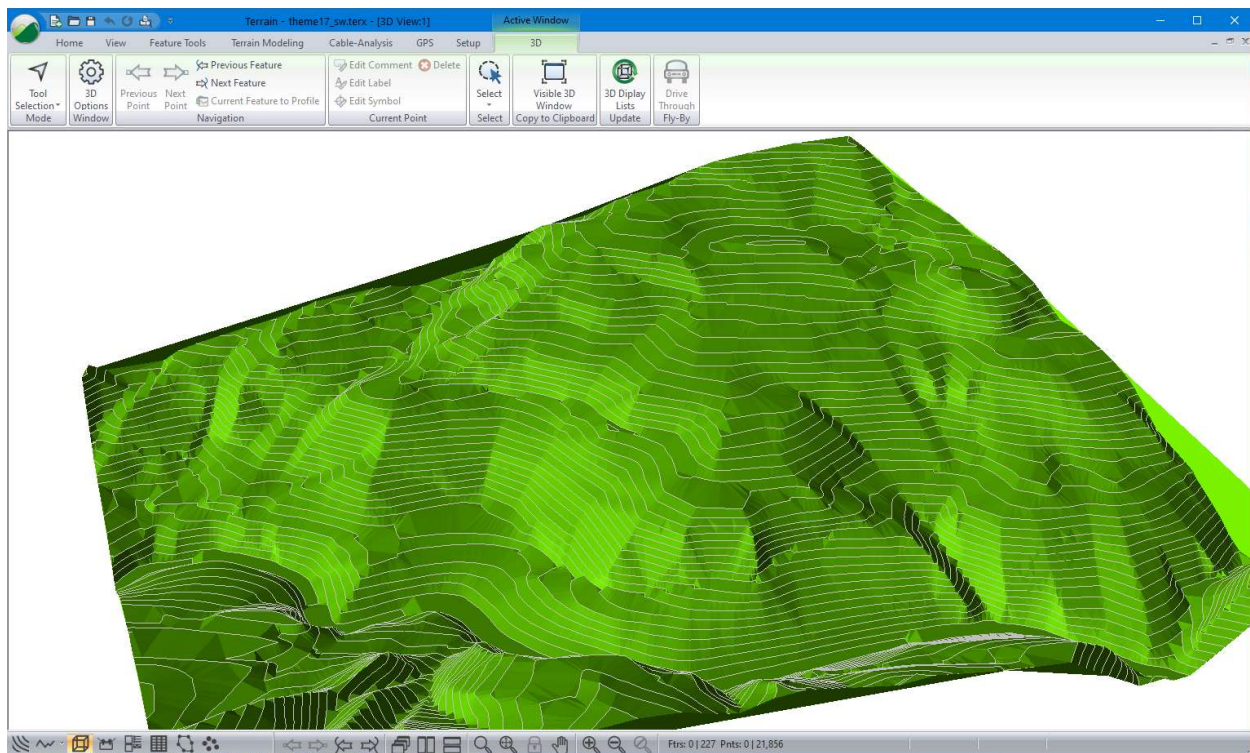 Terrain - theme17_sw.terx - [3D View:1]
Active Window
Home View Feature Tools Terrain Modeling Cable-Analysis GPS Setup 3D
Tool
Selection
Mode
3D
Options
Window
Previous
Point
Next
Point
Previous Feature
Next Feature
Current Feature to Profile
Navigation
Edit Comment
Delete
Edit Label
Edit Symbol
Current Point
Select
Select
Visible 3D
Window
Copy to Clipboard
3D Diplay
Lists
Update
Drive
Through
Fly-By
Ftrs: 0 | 227 Pnts: 0 | 21,856